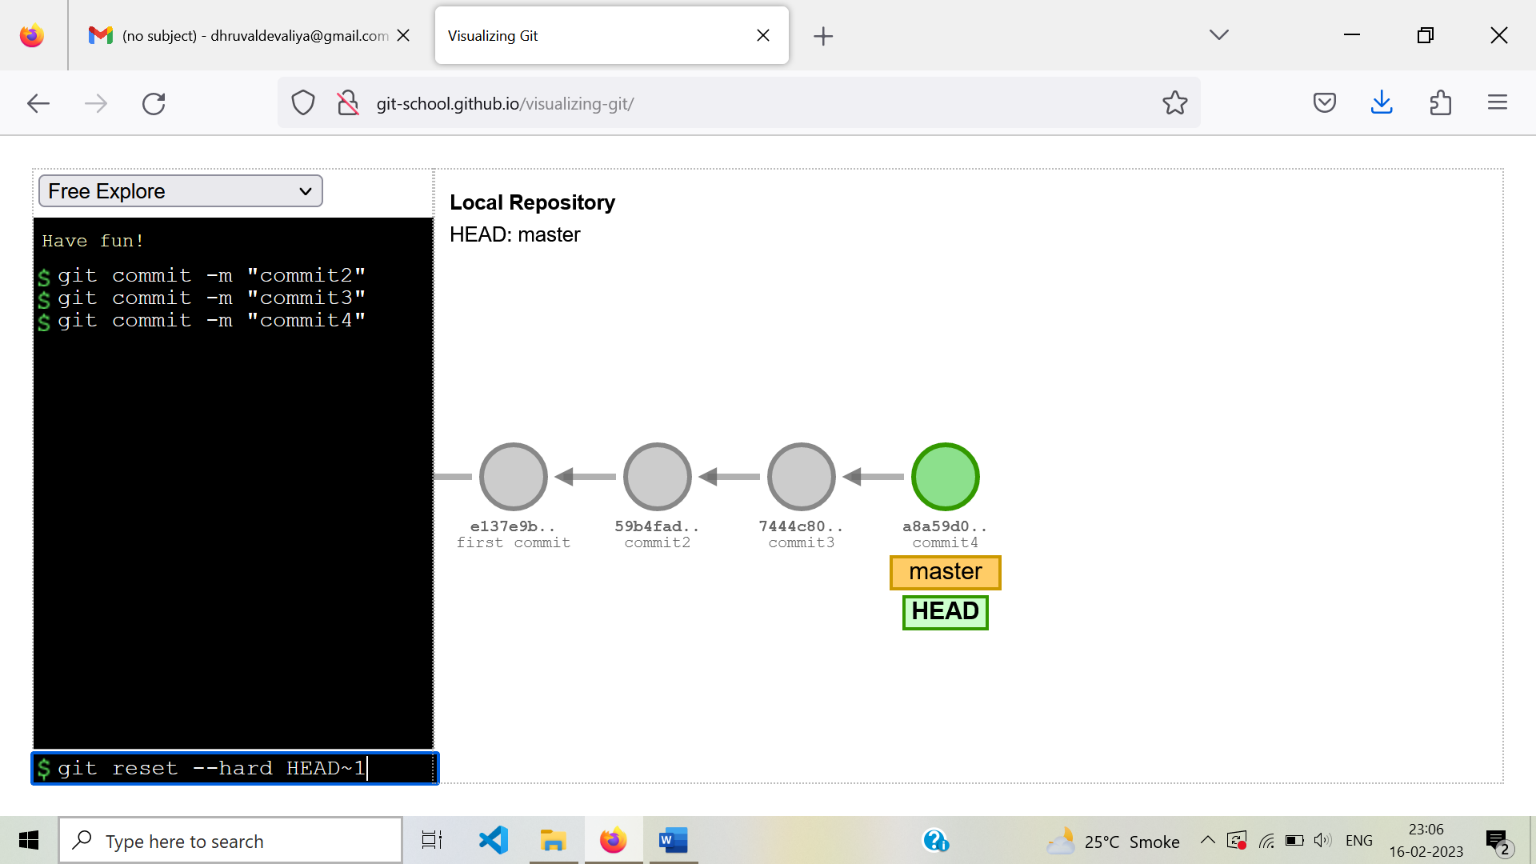 (no subject) - dhruvaldevaliya@gmail.com
Visualizing Git
git-school.github.io/visualizing-git/
Free Explore
Have fun!
$ git commit -m "commit2"
$ git commit -m "commit3"
$ git commit -m "commit4"
$ git reset --hard HEAD~1
Local Repository
HEAD: master
e137e9b..
first commit
59b4fad..
commit2
7444c80..
commit3
a8a59d0..
commit4
master
HEAD
Type here to search
W
25°C Smoke
ENG
23:06
16-02-2023
2